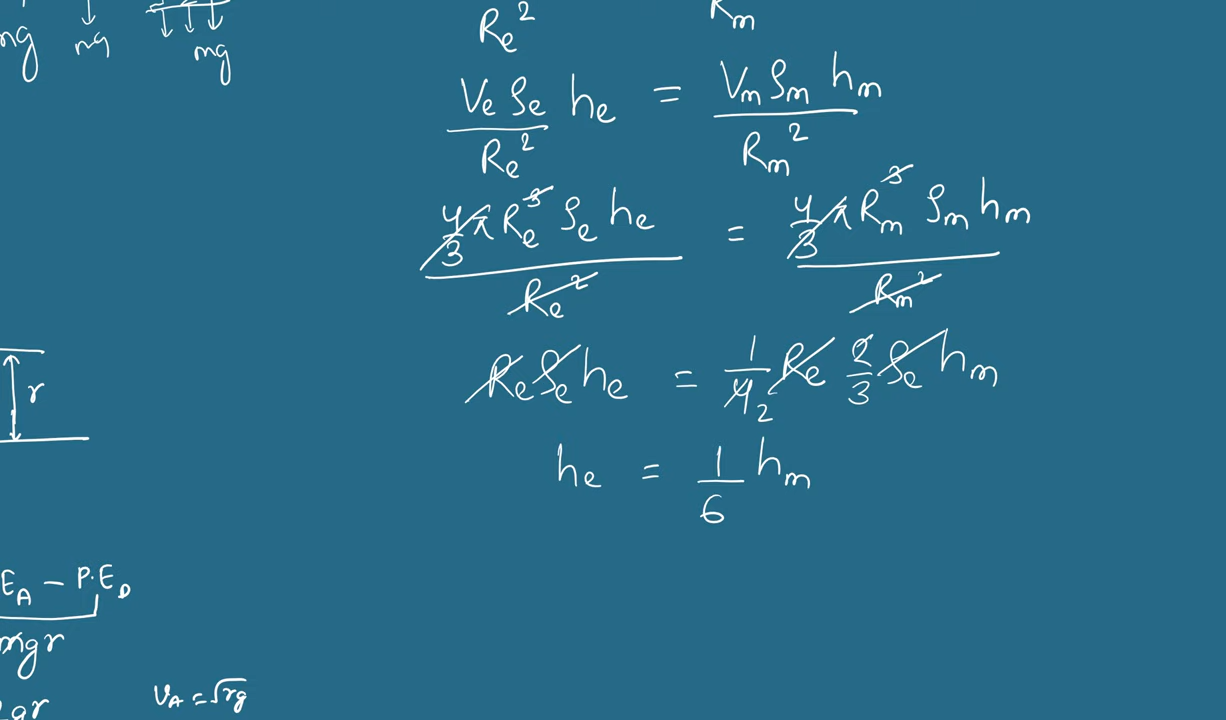 mg mg mg
Re² Rm
Ve ρe he / Re² = Vm ρm hm / Rm²
4/3 π Re³ ρe he / Re² = 4/3 π Rm³ ρm hm / Rm²
r
Re ρe he = 1/4 2 Re 2/3 ρe hm
he = 1/6 hm
EA – P.ED
mgr
gr
VA = √rg